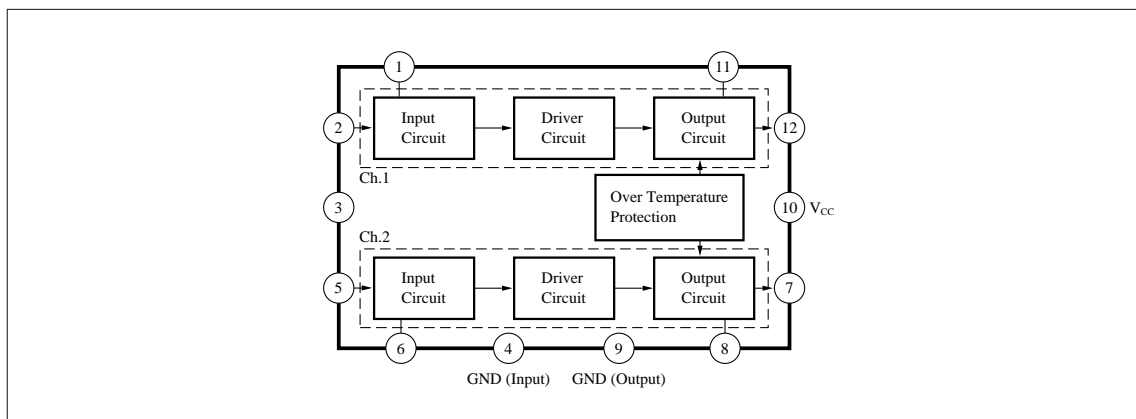 1
11
2
Input
Circuit
Driver
Circuit
Output
Circuit
12
Ch.1
3
Over Temperature
Protection
10
VCC
Ch.2
5
Input
Circuit
Driver
Circuit
Output
Circuit
7
6
4
9
8
GND (Input)
GND (Output)